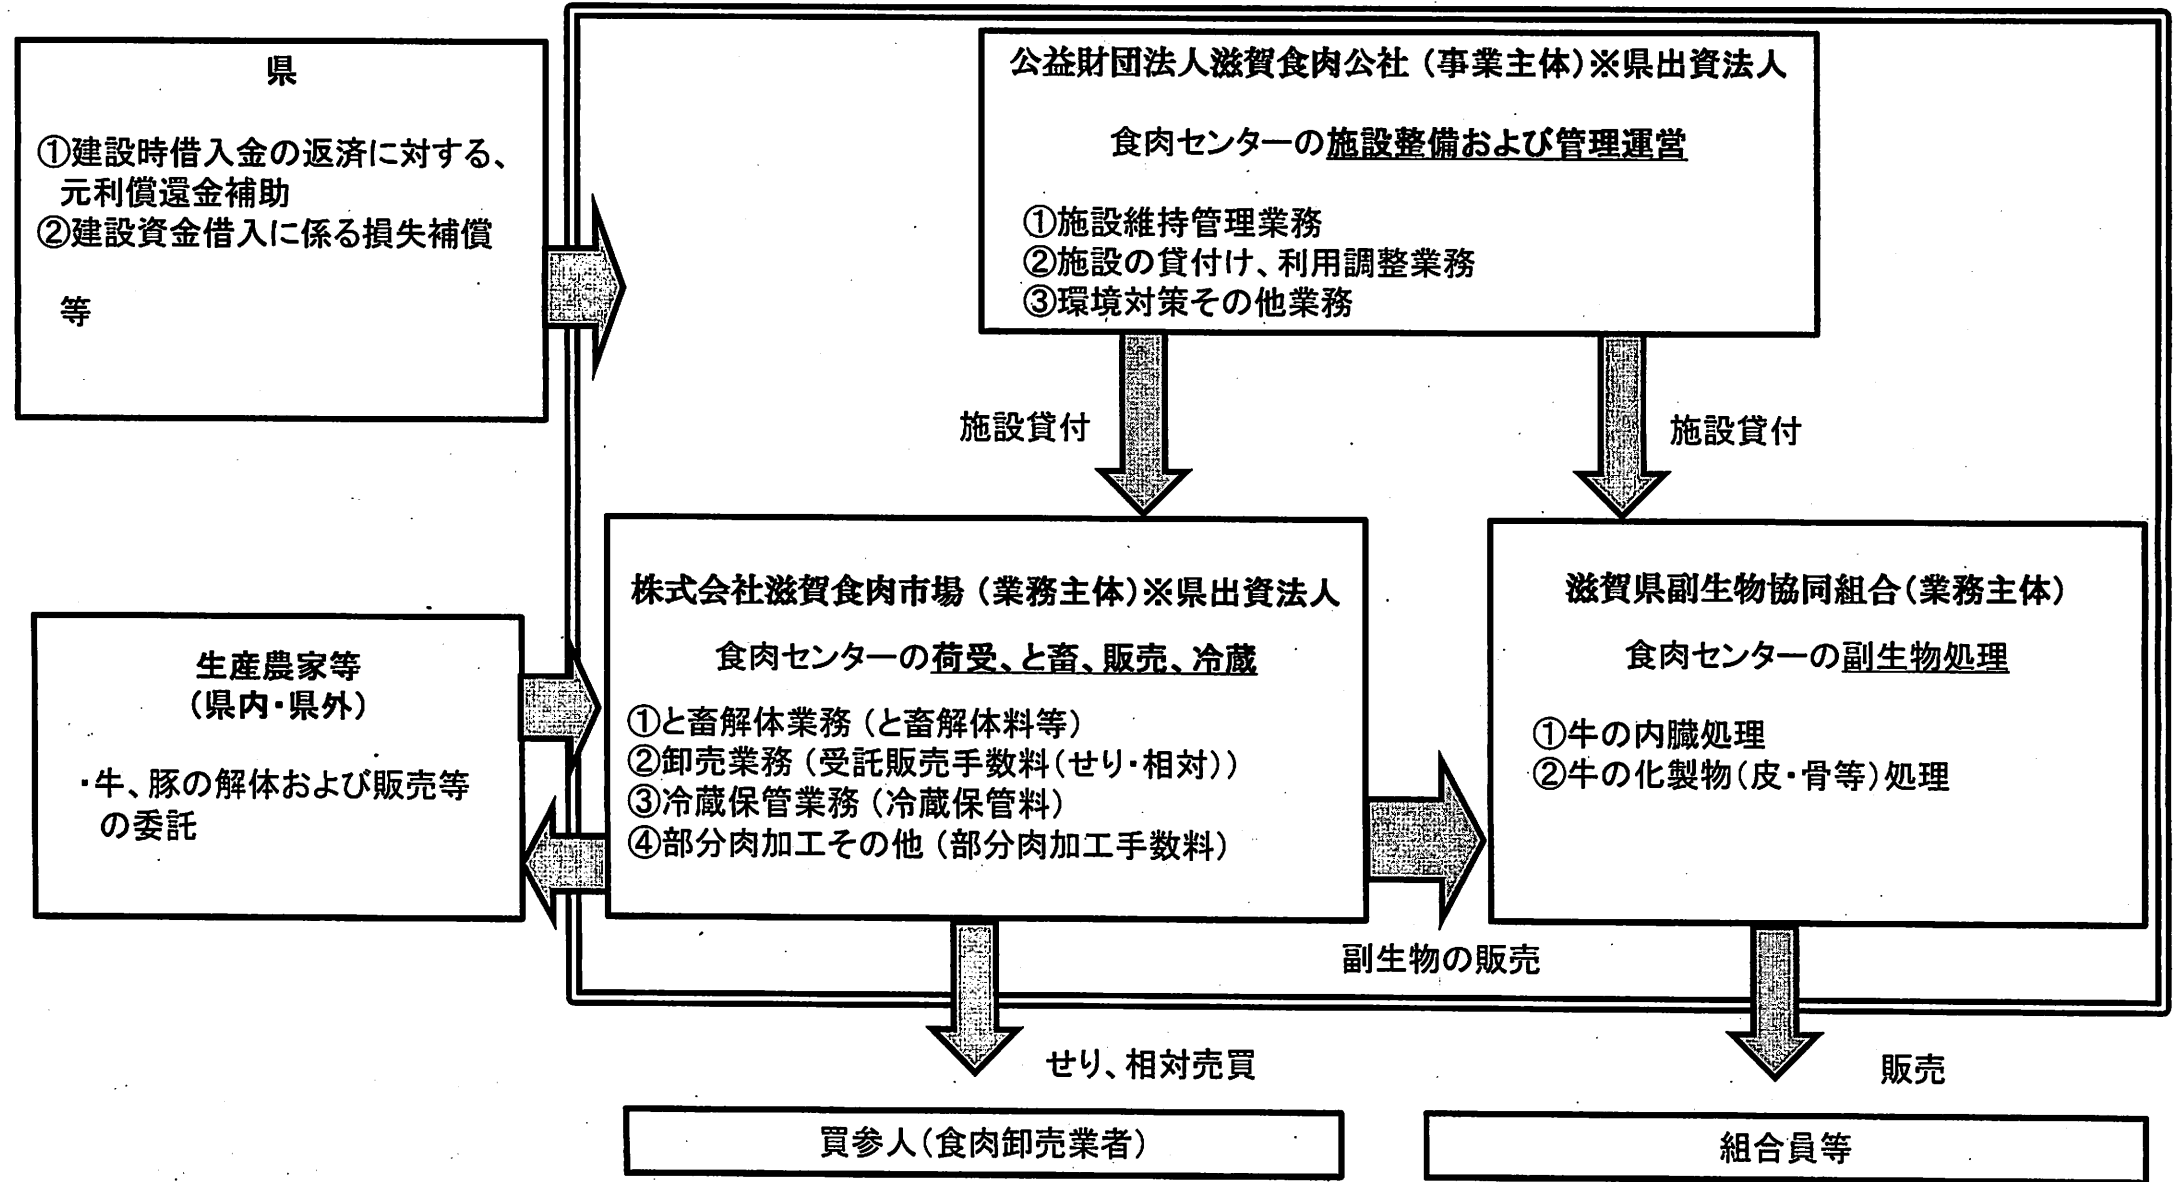 県
①建設時借入金の返済に対する、
元利償還金補助
②建設資金借入に係る損失補償
等
公益財団法人滋賀食肉公社（事業主体）※県出資法人
食肉センターの施設整備および管理運営
①施設維持管理業務
②施設の貸付け、利用調整業務
③環境対策その他業務
施設貸付
施設貸付
生産農家等
（県内・県外）
・牛、豚の解体および販売等
の委託
株式会社滋賀食肉市場（業務主体）※県出資法人
食肉センターの荷受、と畜、販売、冷蔵
①と畜解体業務（と畜解体料等）
②卸売業務（受託販売手数料（せり・相対））
③冷蔵保管業務（冷蔵保管料）
④部分肉加工その他（部分肉加工手数料）
滋賀県副生物協同組合（業務主体）
食肉センターの副生物処理
①牛の内臓処理
②牛の化製物（皮・骨等）処理
副生物の販売
せり、相対売買
販売
買参人（食肉卸売業者）
組合員等